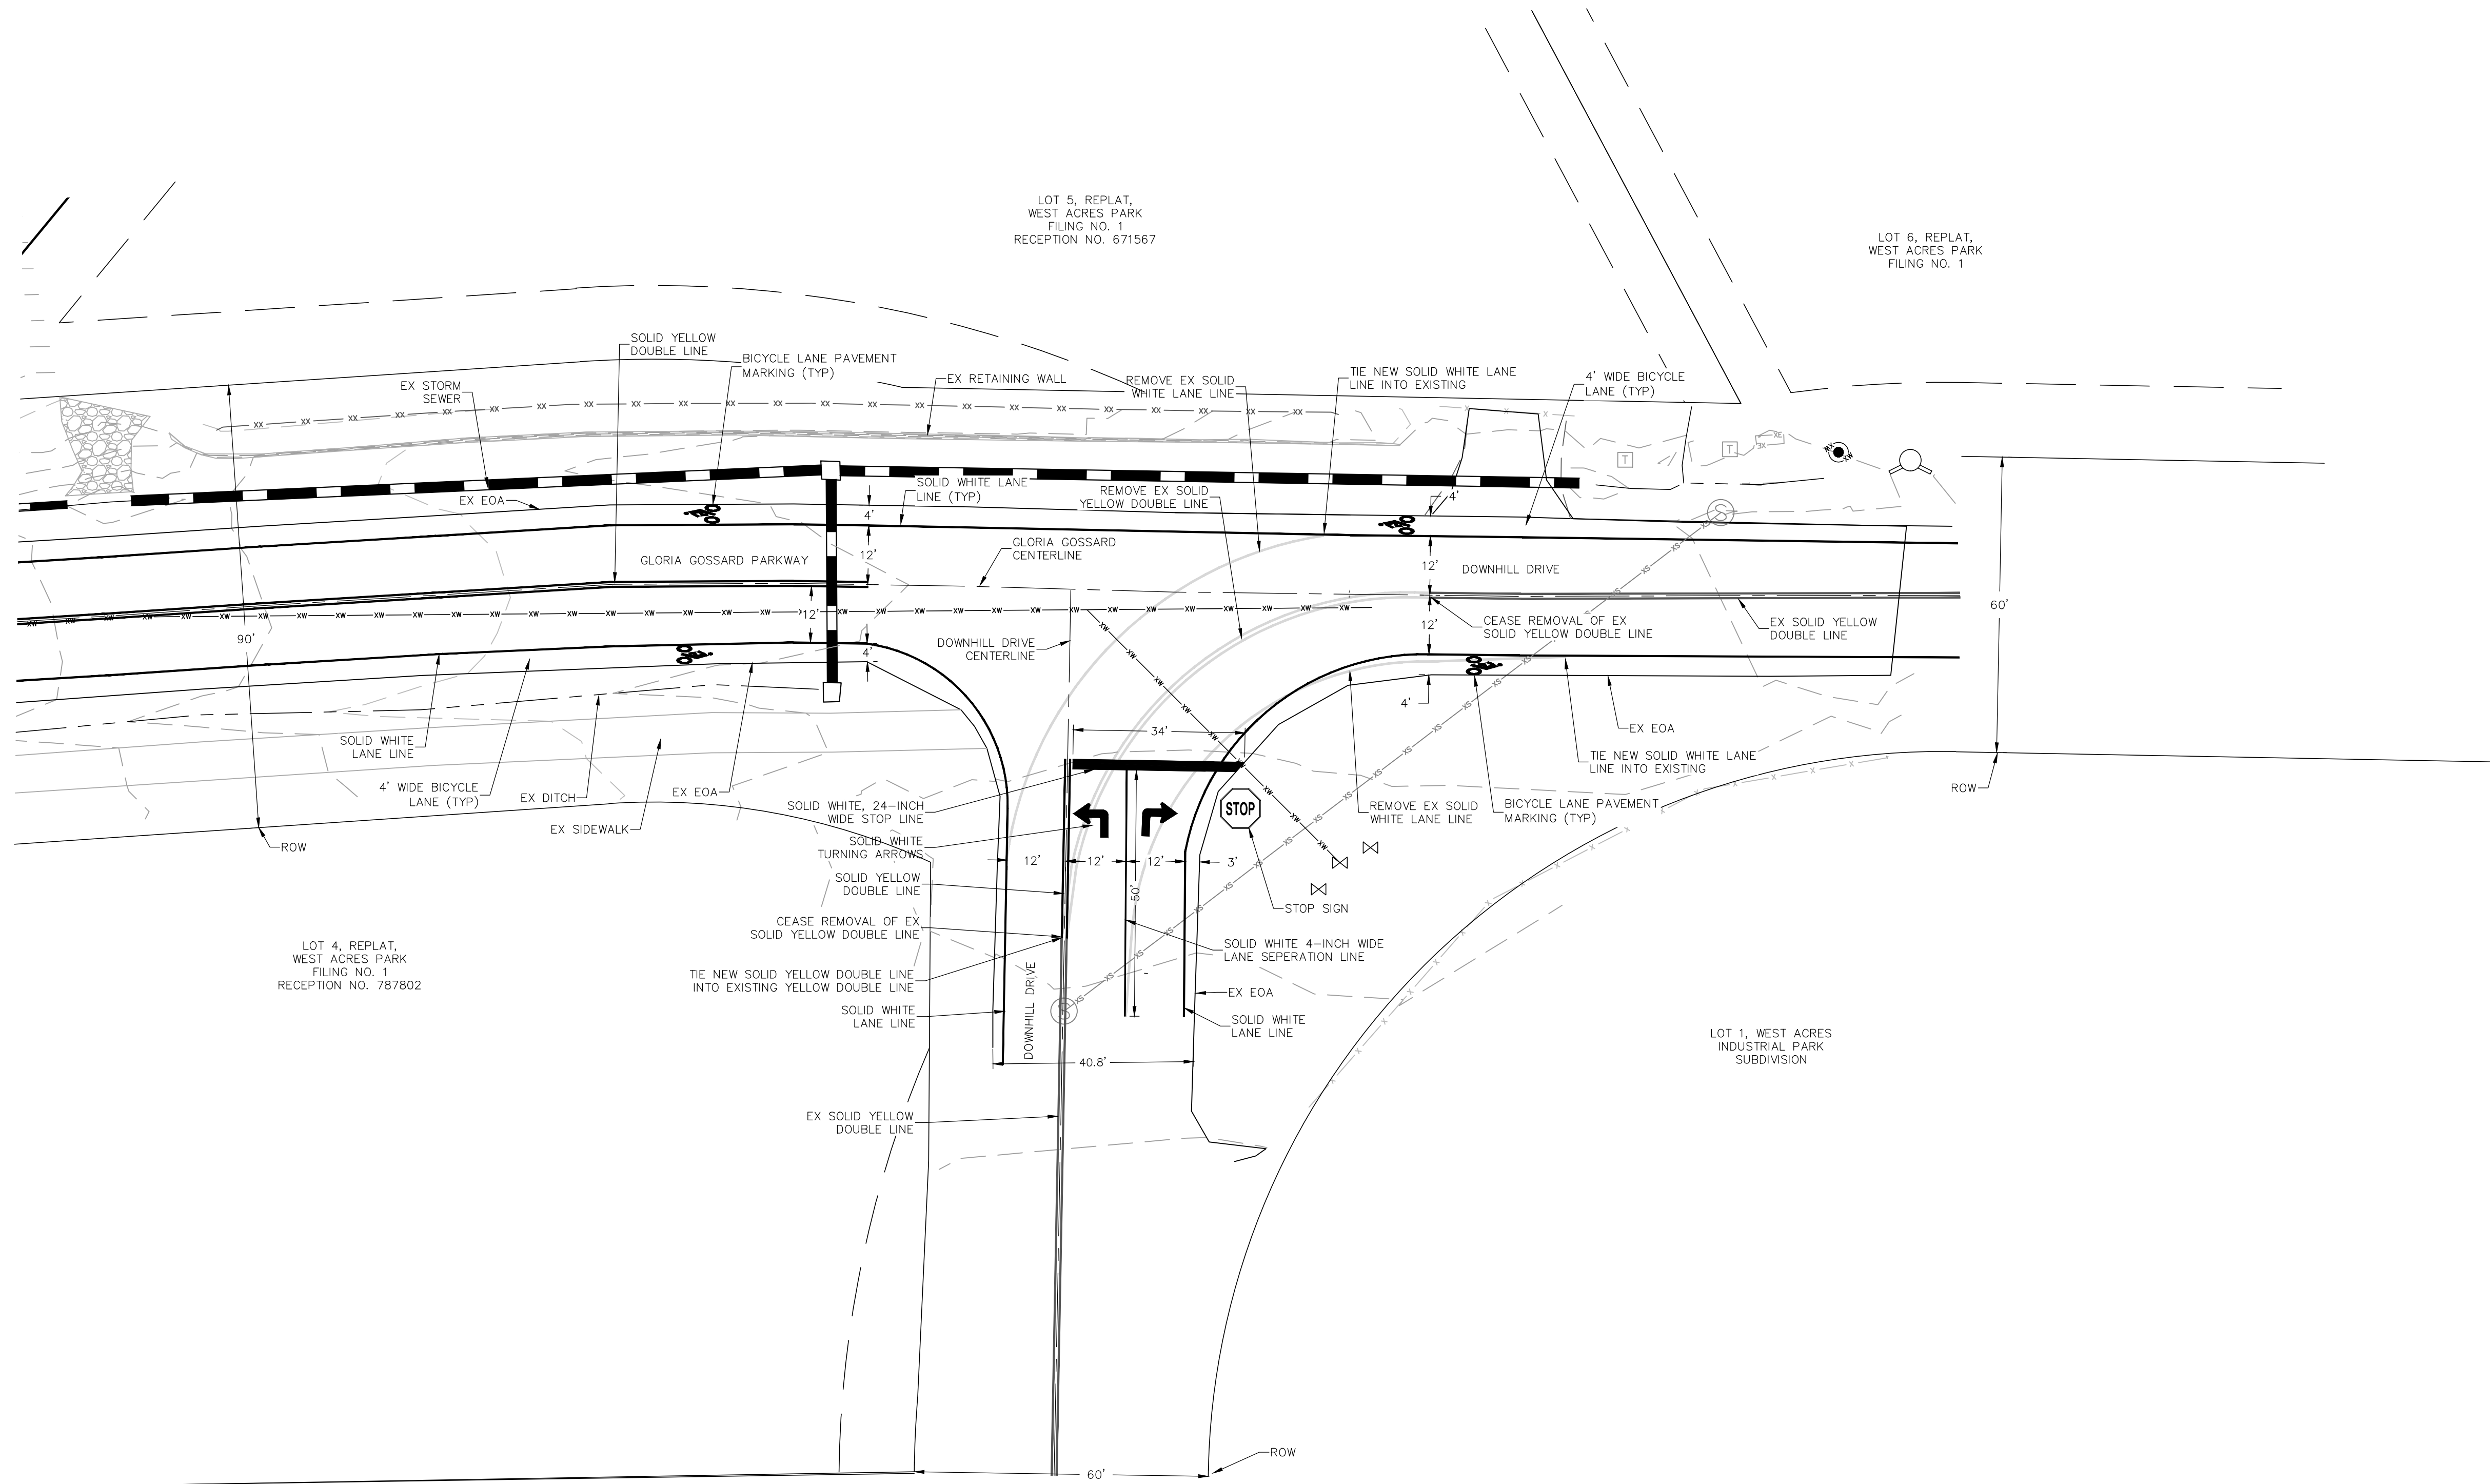 LOT 5, REPLAT,
WEST ACRES PARK
FILING NO. 1
RECEPTION NO. 671567
LOT 6, REPLAT,
WEST ACRES PARK
FILING NO. 1
SOLID YELLOW
DOUBLE LINE
BICYCLE LANE PAVEMENT
MARKING (TYP)
EX STORM
SEWER
EX RETAINING WALL
REMOVE EX SOLID
WHITE LANE LINE
TIE NEW SOLID WHITE LANE
LINE INTO EXISTING
4' WIDE BICYCLE
LANE (TYP)
EX EOA
SOLID WHITE LANE
LINE (TYP)
REMOVE EX SOLID
YELLOW DOUBLE LINE
4'
4'
12'
GLORIA GOSSARD PARKWAY
GLORIA GOSSARD
CENTERLINE
12'
DOWNHILL DRIVE
12'
90'
4'
DOWNHILL DRIVE
CENTERLINE
12'
CEASE REMOVAL OF EX
SOLID YELLOW DOUBLE LINE
EX SOLID YELLOW
DOUBLE LINE
60'
4'
EX EOA
SOLID WHITE
LANE LINE
34'
TIE NEW SOLID WHITE LANE
LINE INTO EXISTING
4' WIDE BICYCLE
LANE (TYP)
EX DITCH
EX EOA
EX SIDEWALK
ROW
SOLID WHITE, 24-INCH
WIDE STOP LINE
STOP
REMOVE EX SOLID
WHITE LANE LINE
BICYCLE LANE PAVEMENT
MARKING (TYP)
ROW
SOLID WHITE
TURNING ARROWS
12'
12'
12'
3'
SOLID YELLOW
DOUBLE LINE
50'
STOP SIGN
CEASE REMOVAL OF EX
SOLID YELLOW DOUBLE LINE
SOLID WHITE 4-INCH WIDE
LANE SEPERATION LINE
LOT 4, REPLAT,
WEST ACRES PARK
FILING NO. 1
RECEPTION NO. 787802
TIE NEW SOLID YELLOW DOUBLE LINE
INTO EXISTING YELLOW DOUBLE LINE
DOWNHILL DRIVE
EX EOA
SOLID WHITE
LANE LINE
SOLID WHITE
LANE LINE
LOT 1, WEST ACRES
INDUSTRIAL PARK
SUBDIVISION
40.8'
EX SOLID YELLOW
DOUBLE LINE
ROW
60'